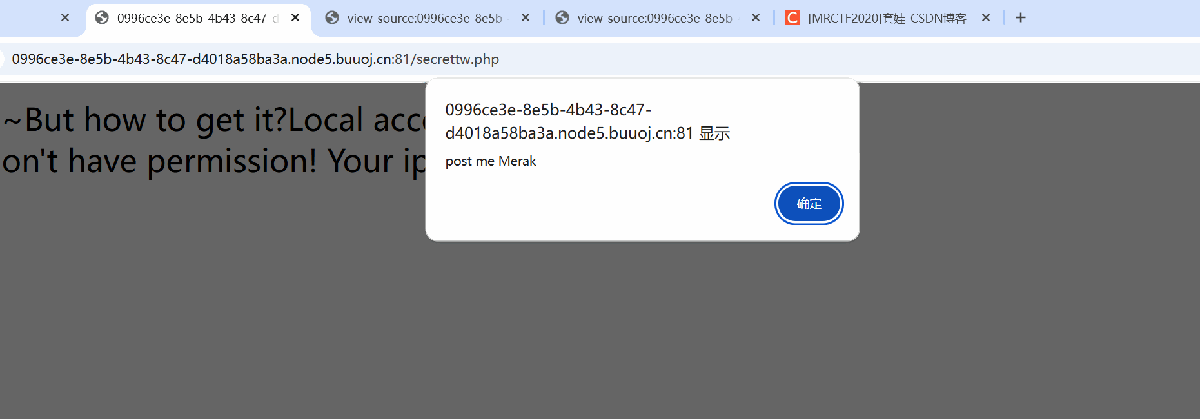 0996ce3e-8e5b-4b43-8c47-d
view-source:0996ce3e-8e5b-
view-source:0996ce3e-8e5b-
[MRCTF2020]套娃-CSDN博客
0996ce3e-8e5b-4b43-8c47-d4018a58ba3a.node5.buuoj.cn:81/secrettw.php
~But how to get it?Local acc
on't have permission! Your ip
0996ce3e-8e5b-4b43-8c47-
d4018a58ba3a.node5.buuoj.cn:81 显示
post me Merak
确定